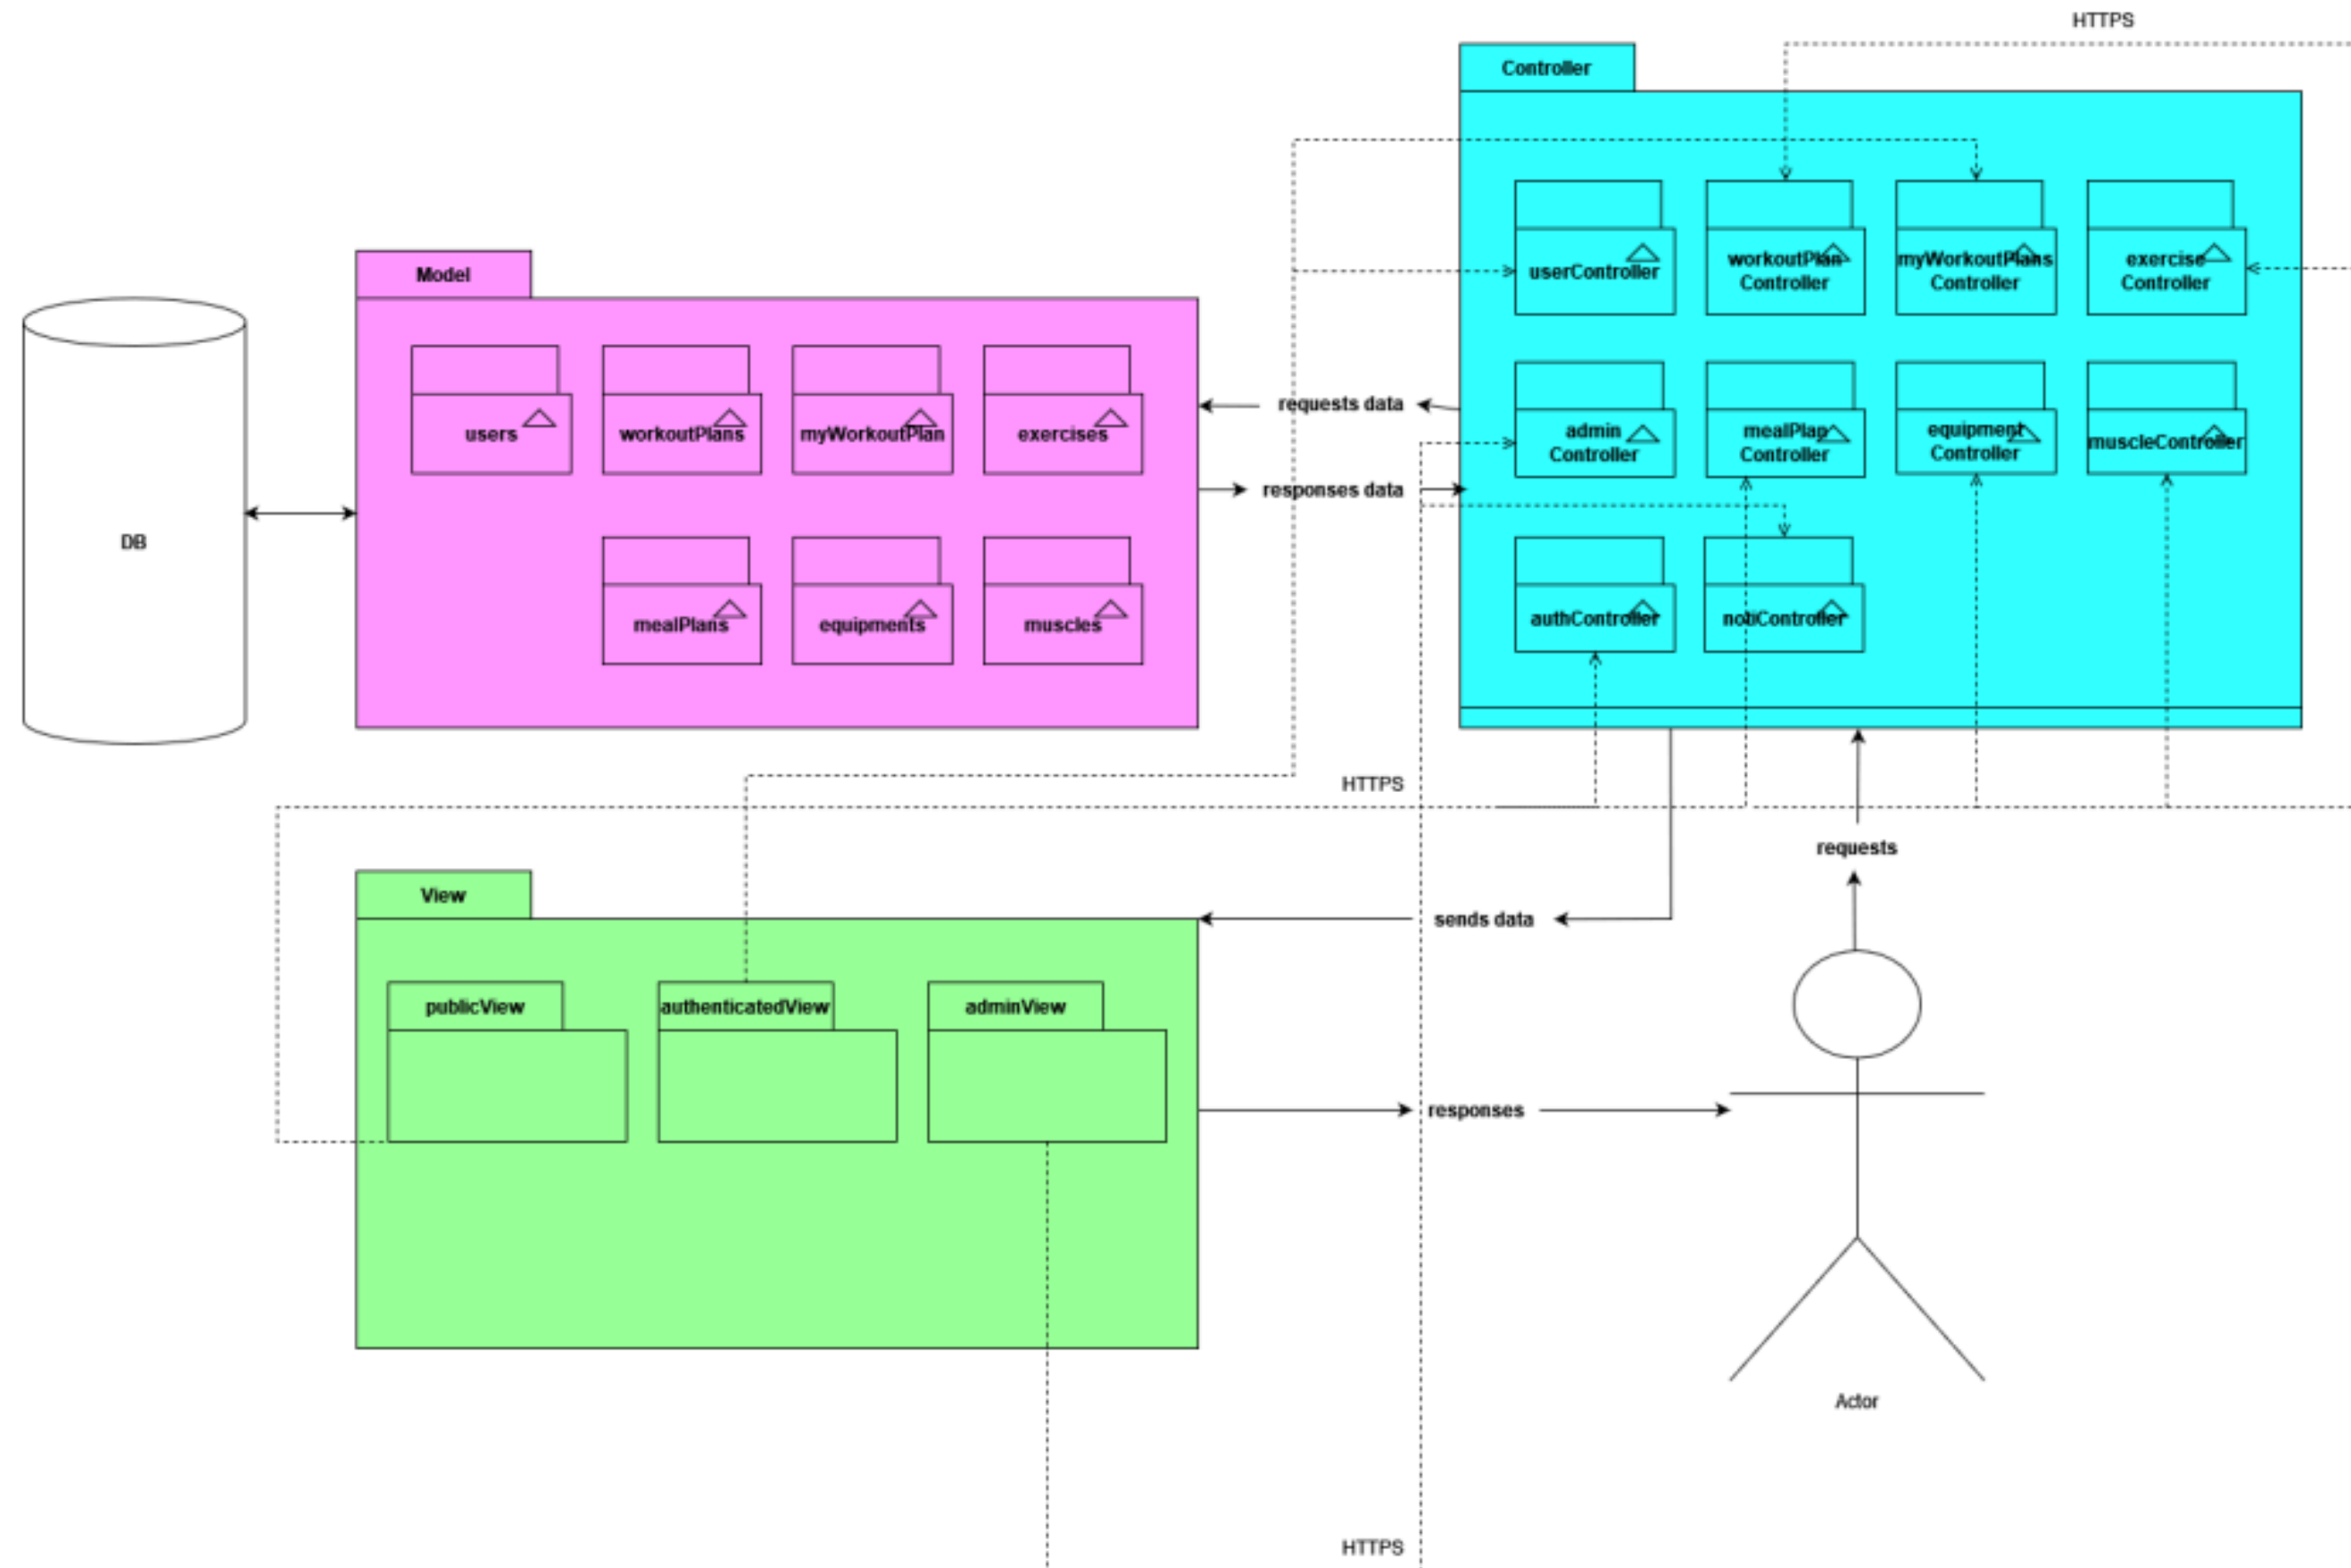 HTTPS
Controller
userController
workoutPlan
Controller
myWorkoutPlans
Controller
exercise
Controller
Model
users
workoutPlans
myWorkoutPlan
exercises
requests data
admin
Controller
mealPlan
Controller
equipment
Controller
muscleController
responses data
DB
mealPlans
equipments
muscles
authController
notiController
HTTPS
requests
View
sends data
publicView
authenticatedView
adminView
responses
Actor
HTTPS